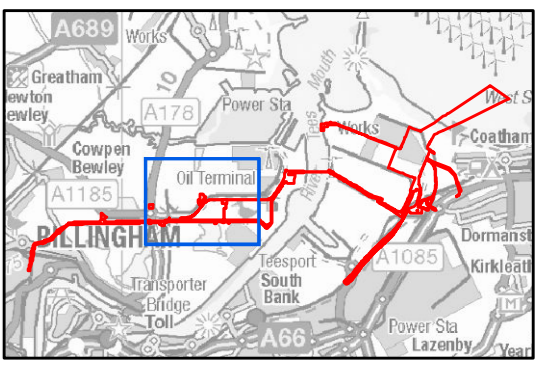 A689
Works
Greatham
ewton
ewley
10
A178
Power Sta
Mouth
Tees
River
Works
West S
Coatham
Cowpen
Bewley
Oil Terminal
A1185
BILLINGHAM
Dormanst
Teesport
A1085
Kirkleath
South
Bank
Transporter
Bridge
Toll
A66
M
Power Sta
Lazenby
Year